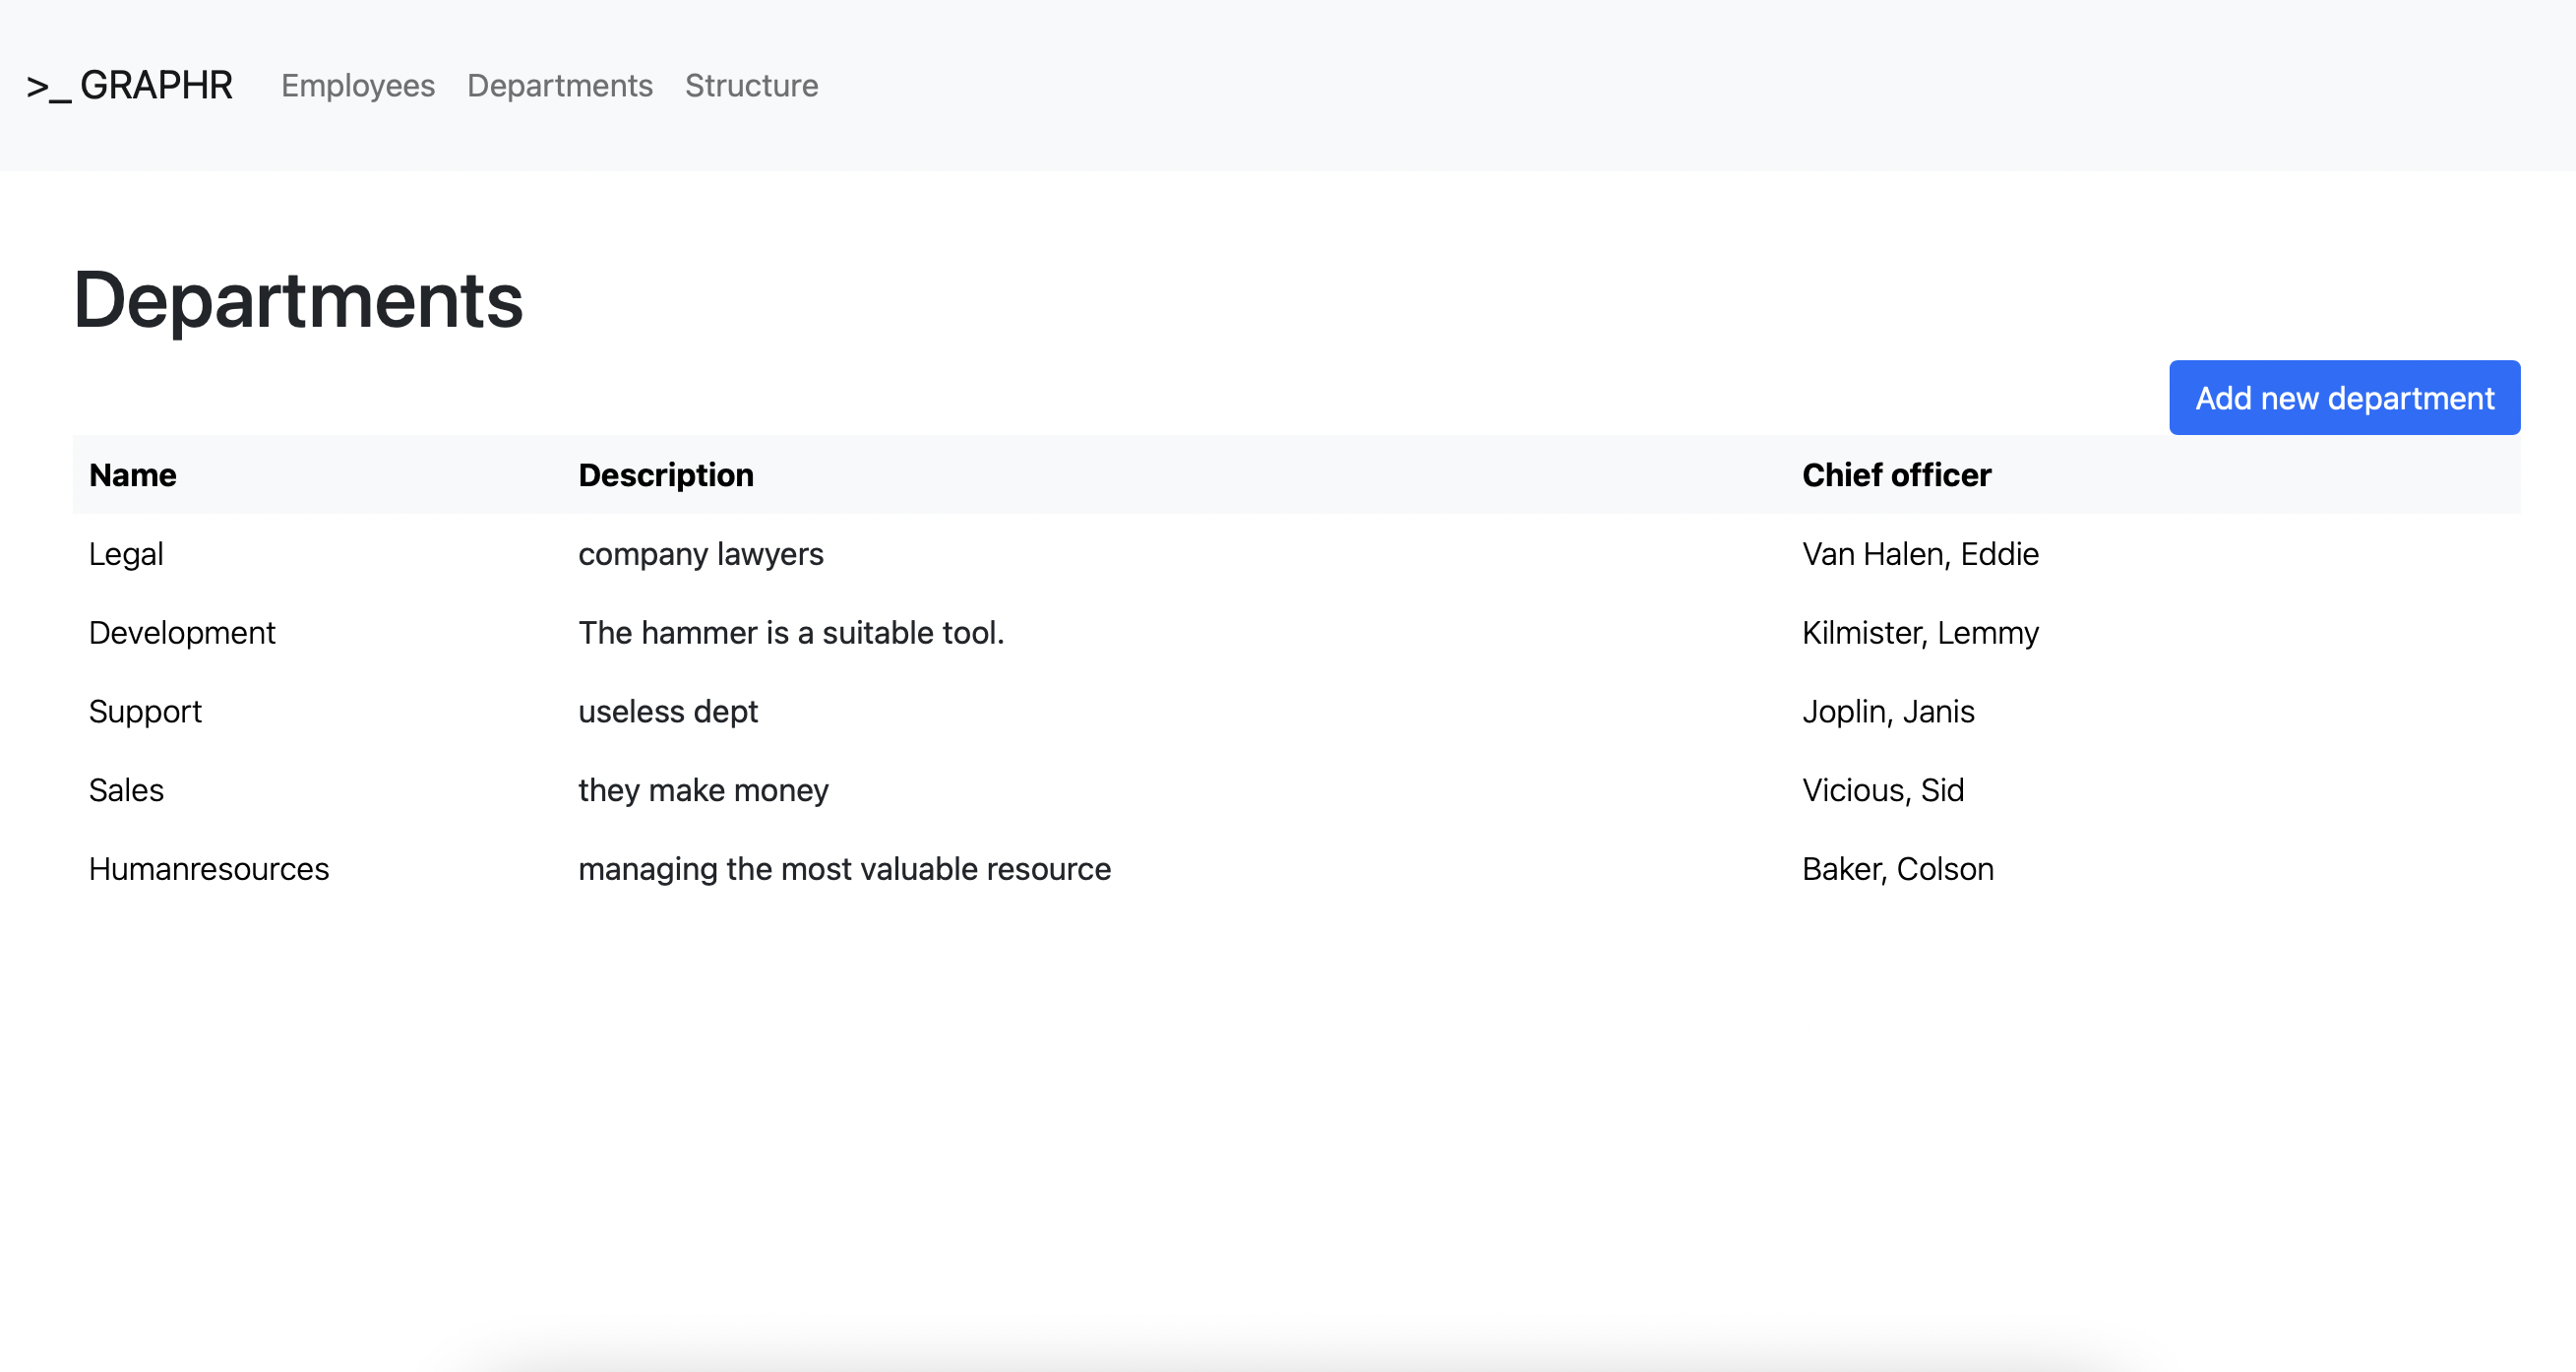 >_ GRAPHR Employees Departments Structure
Departments
Add new department
Name Description Chief officer
Legal company lawyers Van Halen, Eddie
Development The hammer is a suitable tool. Kilmister, Lemmy
Support useless dept Joplin, Janis
Sales they make money Vicious, Sid
Humanresources managing the most valuable resource Baker, Colson